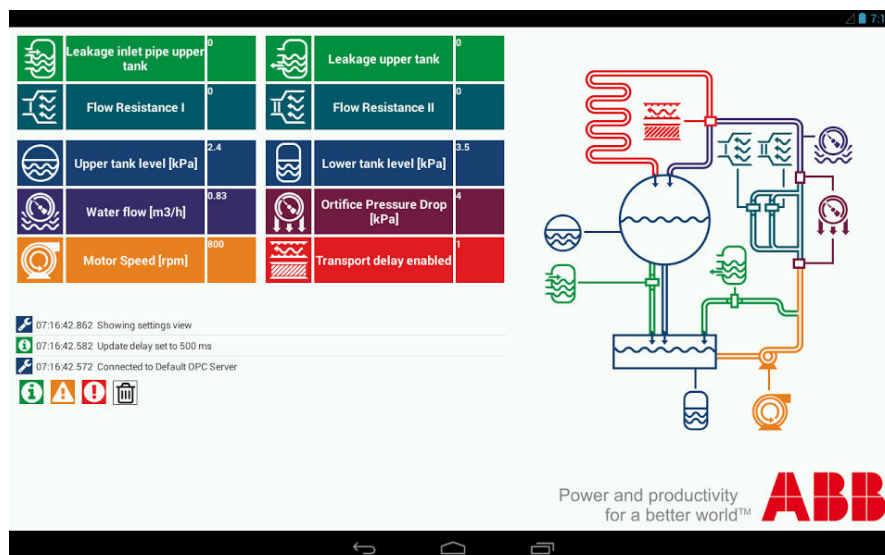 7:1
Leakage inlet pipe upper
tank
0
Leakage upper tank
0
Flow Resistance I
0
Flow Resistance II
0
Upper tank level [kPa]
2.4
Lower tank level [kPa]
3.5
Water flow [m3/h]
0.83
Ortifice Pressure Drop
[kPa]
4
Motor Speed [rpm]
800
Transport delay enabled
1
07:16:42.862 Showing settings view
07:16:42.582 Update delay set to 500 ms
07:16:42.572 Connected to Default OPC Server
Power and productivity
for a better world™
ABB